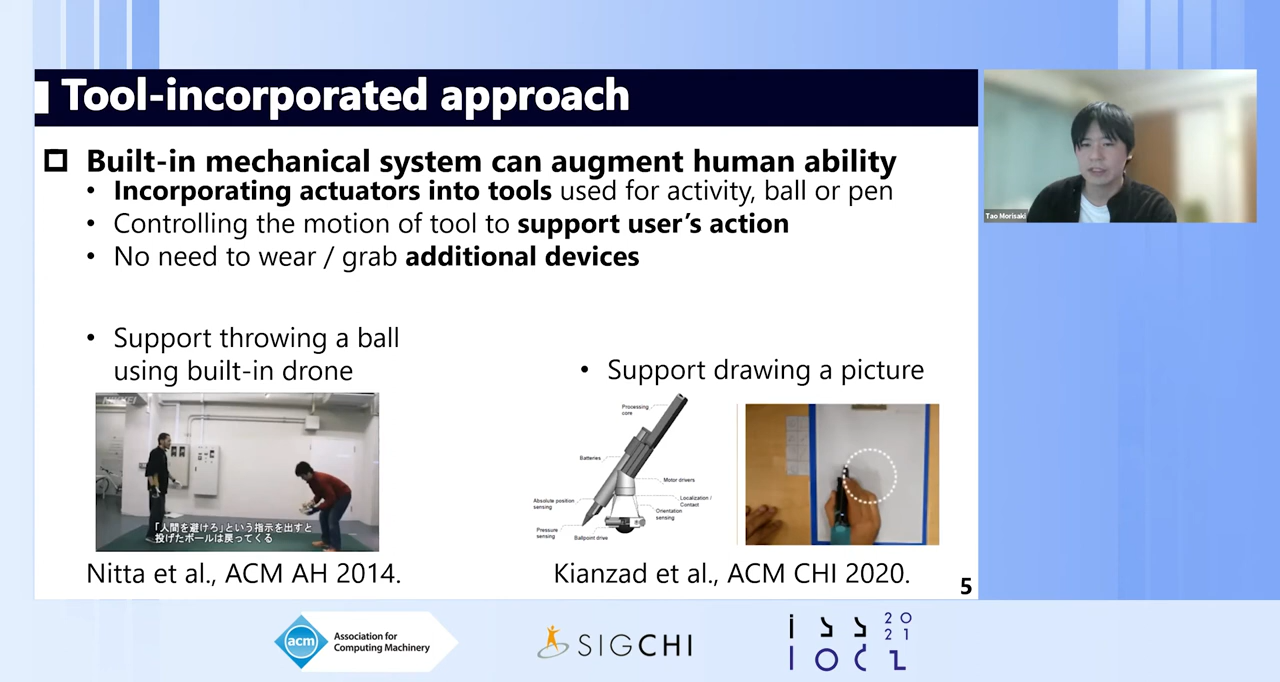 Tool-incorporated approach
Built-in mechanical system can augment human ability
• Incorporating actuators into tools used for activity, ball or pen
• Controlling the motion of tool to support user's action
• No need to wear / grab additional devices
• Support throwing a ball
using built-in drone
• Support drawing a picture
「人間を避けろ」という指示を出すと
投げたボールは戻ってくる
Processing
core
Batteries
Motor drivers
Absolute position
sensing
Localization /
Contact
Orientation
sensing
Pressure
sensing
Ballpoint drive
Nitta et al., ACM AH 2014.
Kianzad et al., ACM CHI 2020.
5
Tao Morisaki
acm
Association for
Computing Machinery
SIGCHI
iss
20
21